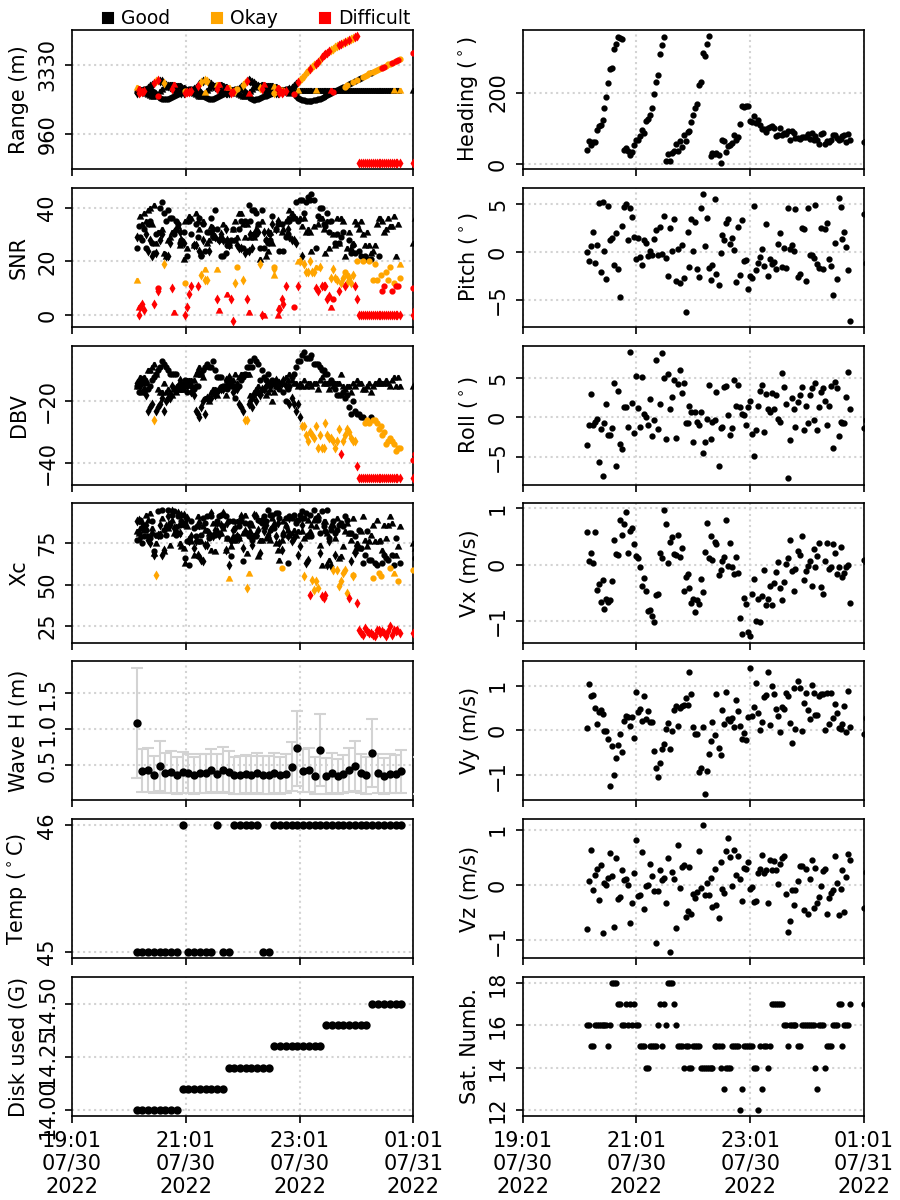 Good Okay Difficult
Range (m)
3330
960
Heading (°)
200
0
SNR
40
20
0
Pitch (°)
5
0
−5
DBV
−20
−40
Roll (°)
5
0
−5
Xc
75
50
25
Vx (m/s)
1
0
−1
Wave H (m)
1.5
1.0
0.5
Vy (m/s)
1
0
−1
Temp (°C)
46
45
Vz (m/s)
1
0
−1
Disk used (G)
14.50
14.25
14.00
Sat. Numb.
18
16
14
12
19:01 21:01 23:01 01:01
07/30 07/30 07/30 07/31
2022 2022 2022 2022
19:01 21:01 23:01 01:01
07/30 07/30 07/30 07/31
2022 2022 2022 2022